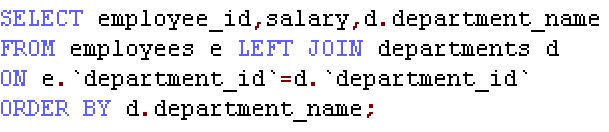 SELECT employee_id,salary,d.department_name
FROM employees e LEFT JOIN departments d
ON e.`department_id`=d.`department_id`
ORDER BY d.department_name;